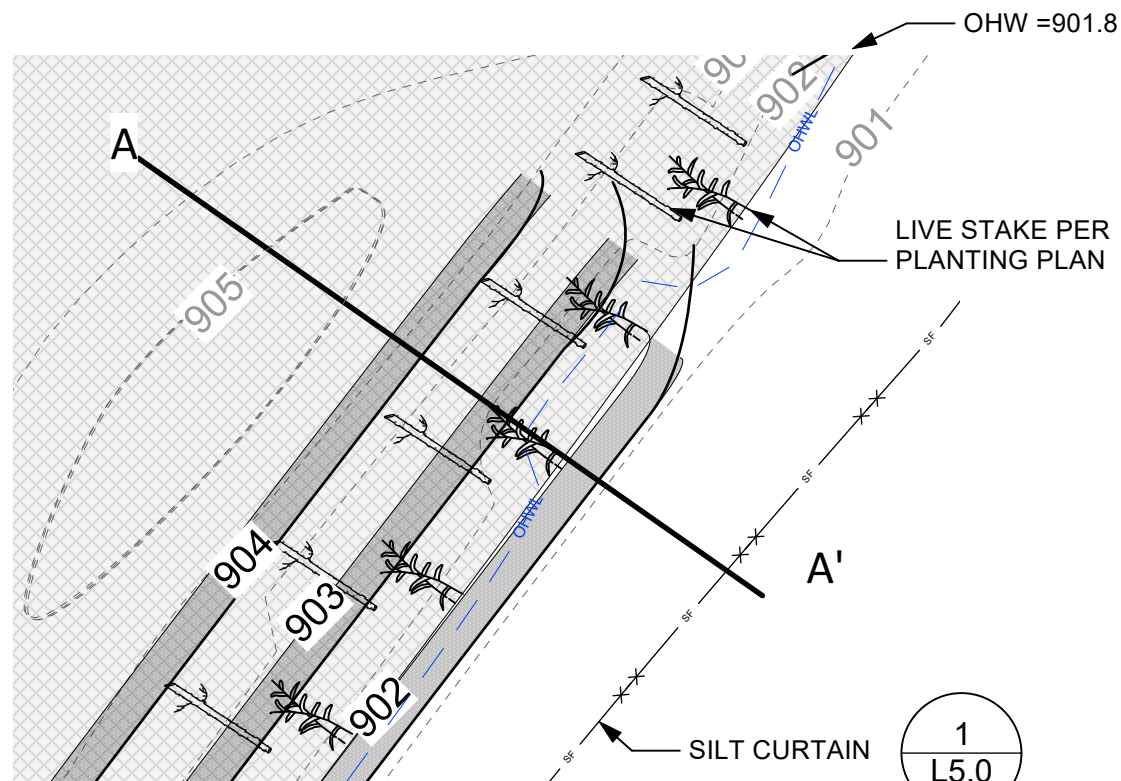 OHW =901.8
902
901
OHWL
A
LIVE STAKE PER
PLANTING PLAN
905
SF
SF
OHWL
904
903
A'
SF
902
SILT CURTAIN
SF
1
L5.0